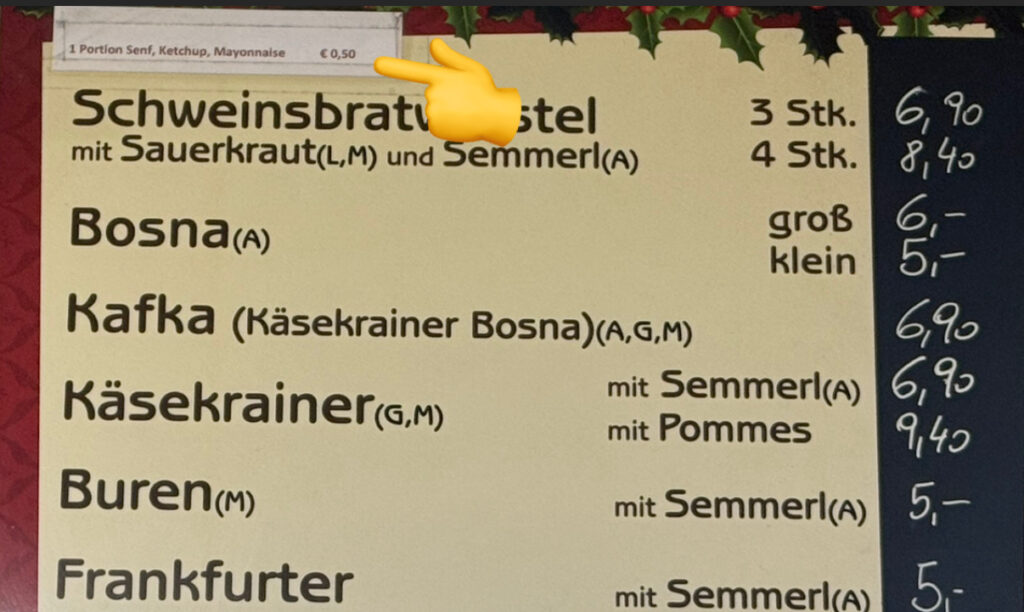 1 Portion Senf, Ketchup, Mayonnaise € 0,50
Schweinsbratw stel 3 Stk. 6,90
mit Sauerkraut(L,M) und Semmerl(A) 4 Stk. 8,40
Bosna(A) groß 6,-
klein 5,-
Kafka (Käsekrainer Bosna)(A,G,M) 6,90
Käsekrainer(G,M) mit Semmerl(A) 6,90
mit Pommes 9,40
Buren(M) mit Semmerl(A) 5,-
Frankfurter mit Semmerl(A) 5,-